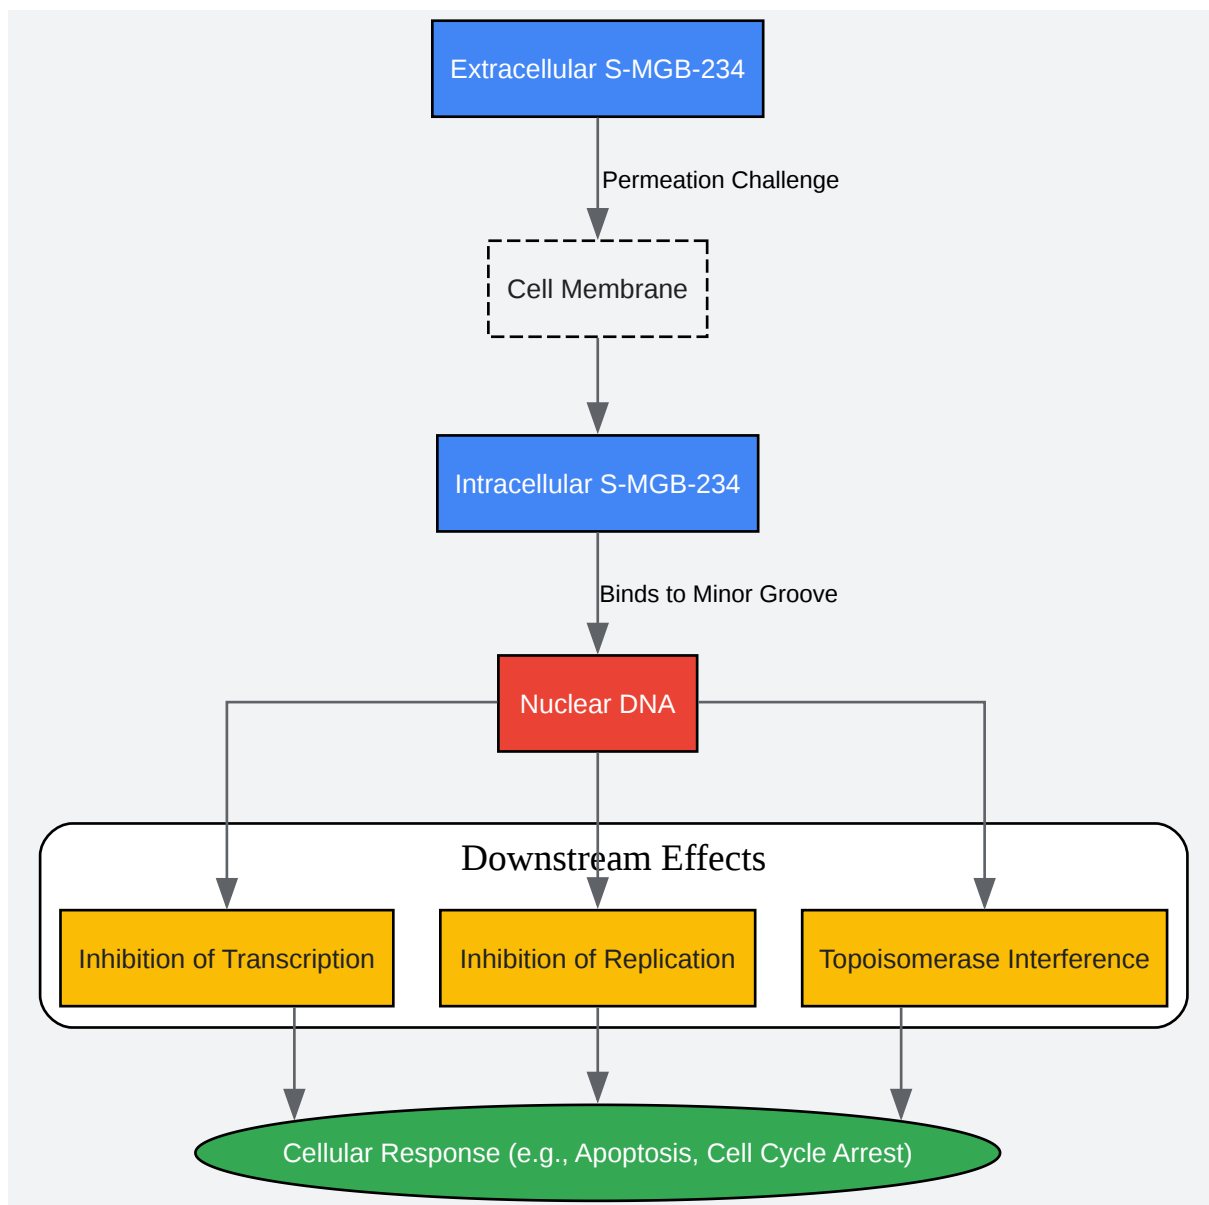 Extracellular S-MGB-234
Permeation Challenge
Cell Membrane
Intracellular S-MGB-234
Binds to Minor Groove
Nuclear DNA
Downstream Effects
Inhibition of Transcription
Inhibition of Replication
Topoisomerase Interference
Cellular Response (e.g., Apoptosis, Cell Cycle Arrest)